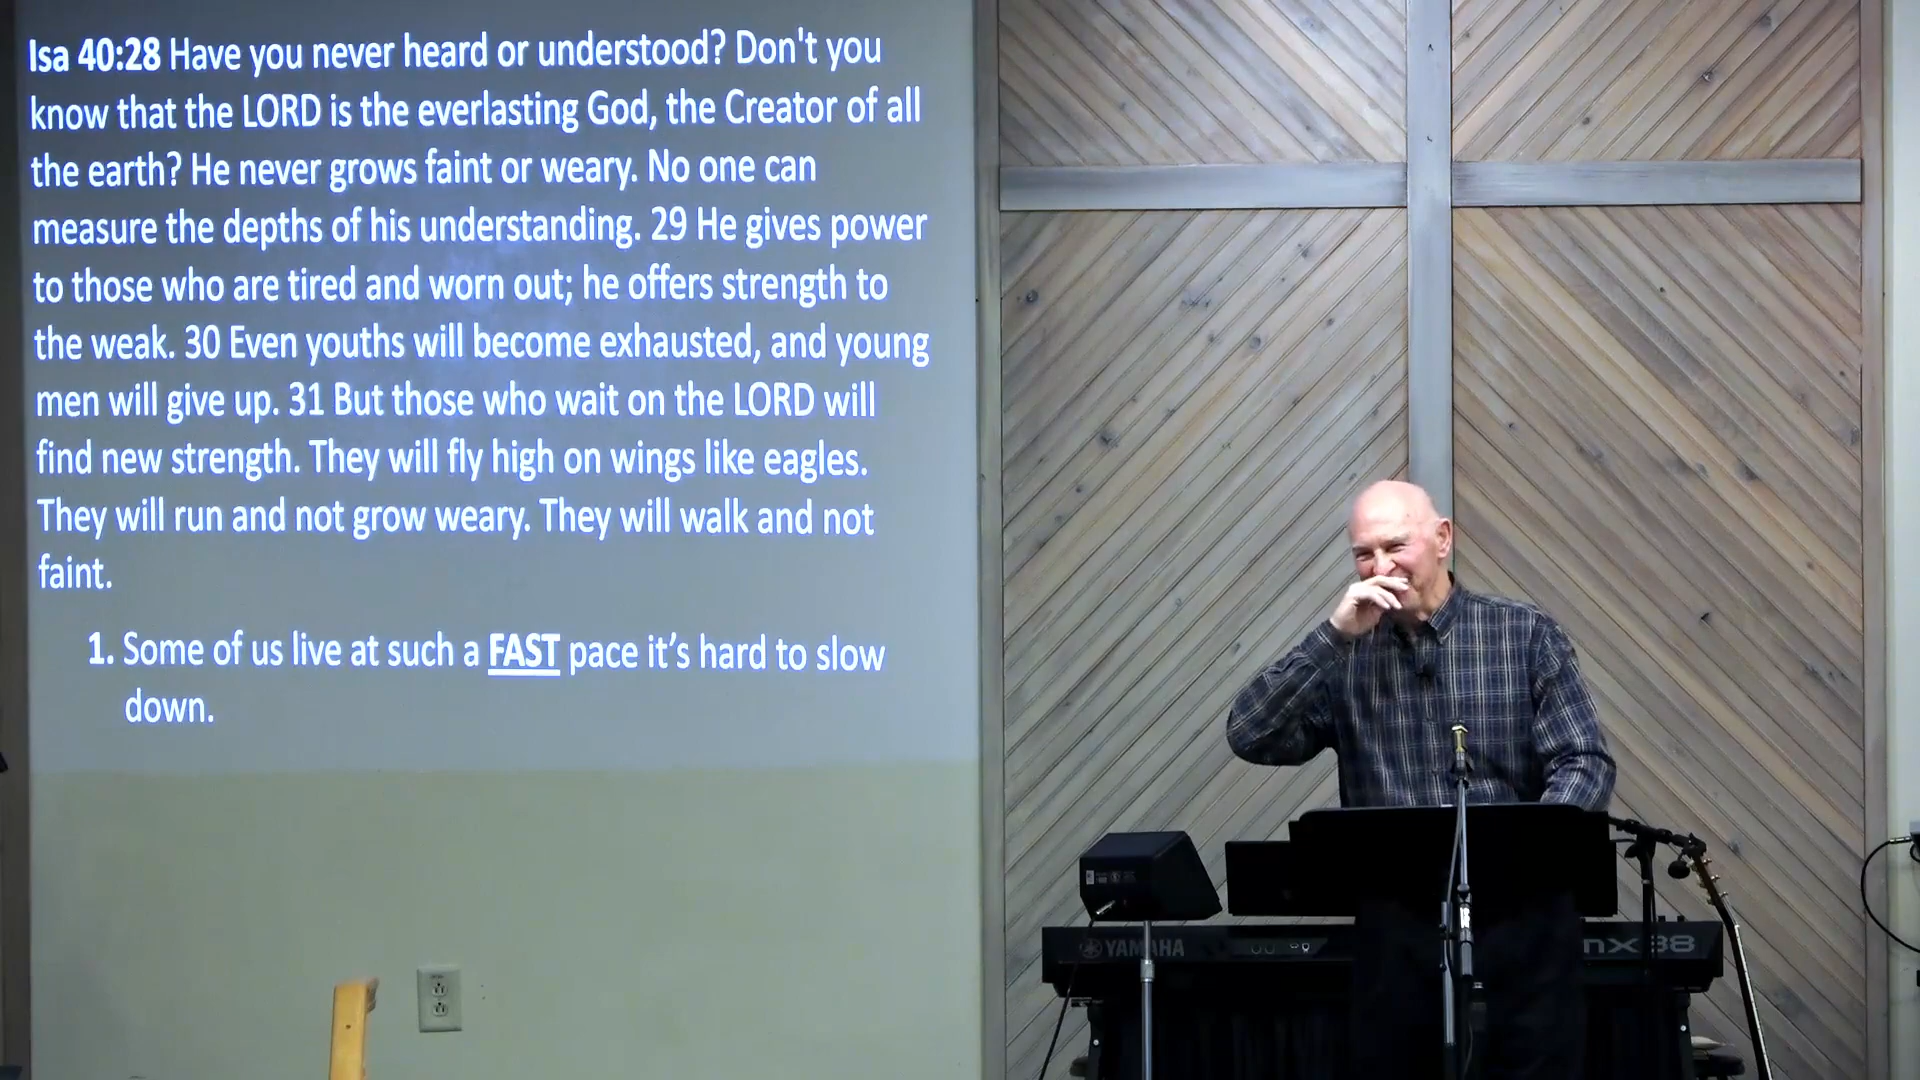 Isa 40:28 Have you never heard or understood? Don't you
know that the LORD is the everlasting God, the Creator of all
the earth? He never grows faint or weary. No one can
measure the depths of his understanding. 29 He gives power
to those who are tired and worn out; he offers strength to
the weak. 30 Even youths will become exhausted, and young
men will give up. 31 But those who wait on the LORD will
find new strength. They will fly high on wings like eagles.
They will run and not grow weary. They will walk and not
faint.
1. Some of us live at such a FAST pace it’s hard to slow
down.
YAMAHA